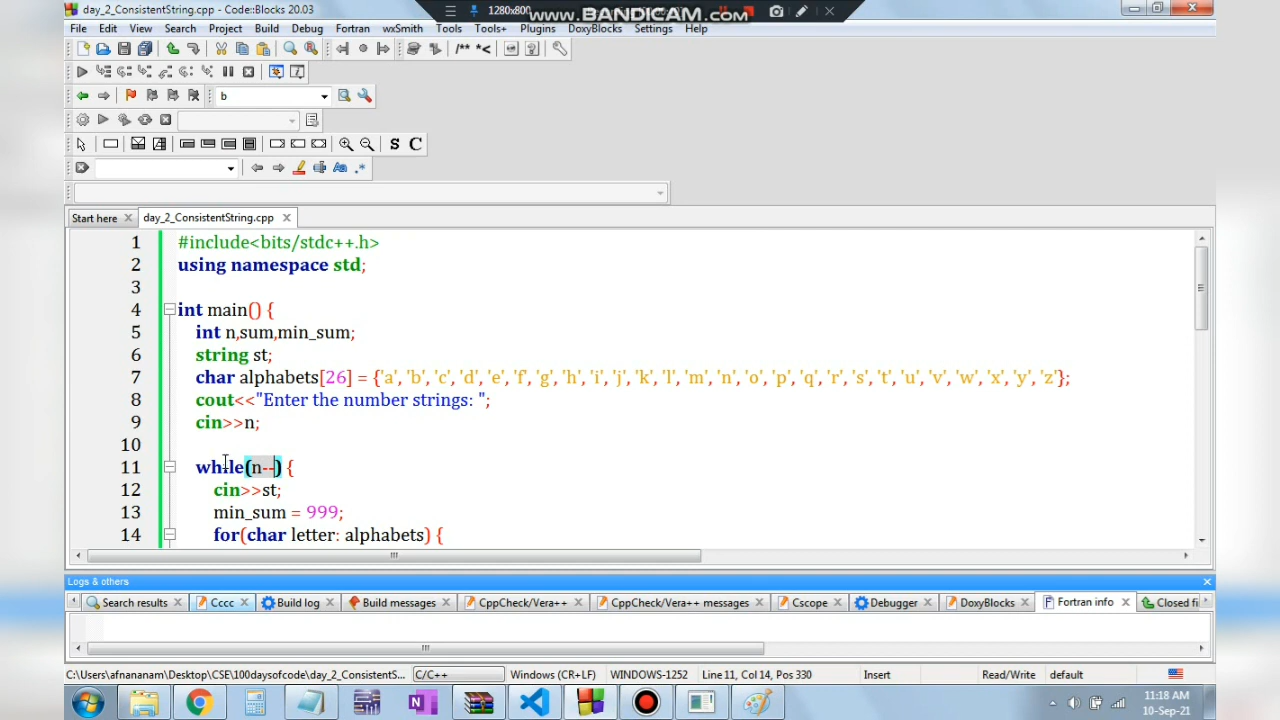 day_2_ConsistentString.cpp - Code::Blocks 20.03
1280x800
www.BANDICAM.com
File Edit View Search Project Build Debug Fortran wxSmith Tools Tools+ Plugins DoxyBlocks Settings Help
/** *<
b
S C
Start here
day_2_ConsistentString.cpp
1 #include<bits/stdc++.h>
2 using namespace std;
3
4 int main() {
5 int n,sum,min_sum;
6 string st;
7 char alphabets[26] = {'a', 'b', 'c', 'd', 'e', 'f', 'g', 'h', 'i', 'j', 'k', 'l', 'm', 'n', 'o', 'p', 'q', 'r', 's', 't', 'u', 'v', 'w', 'x', 'y', 'z'};
8 cout<<"Enter the number strings: ";
9 cin>>n;
10
11 while(n--) {
12 cin>>st;
13 min_sum = 999;
14 for(char letter: alphabets) {
Logs & others
Search results Cccc Build log Build messages CppCheck/Vera++ CppCheck/Vera++ messages Cscope Debugger DoxyBlocks Fortran info Closed fi
C:\Users\afnananam\Desktop\CSE\100daysofcode\day_2_ConsistentS... C/C++ Windows (CR+LF) WINDOWS-1252 Line 11, Col 14, Pos 330 Insert Read/Write default
11:18 AM
10-Sep-21